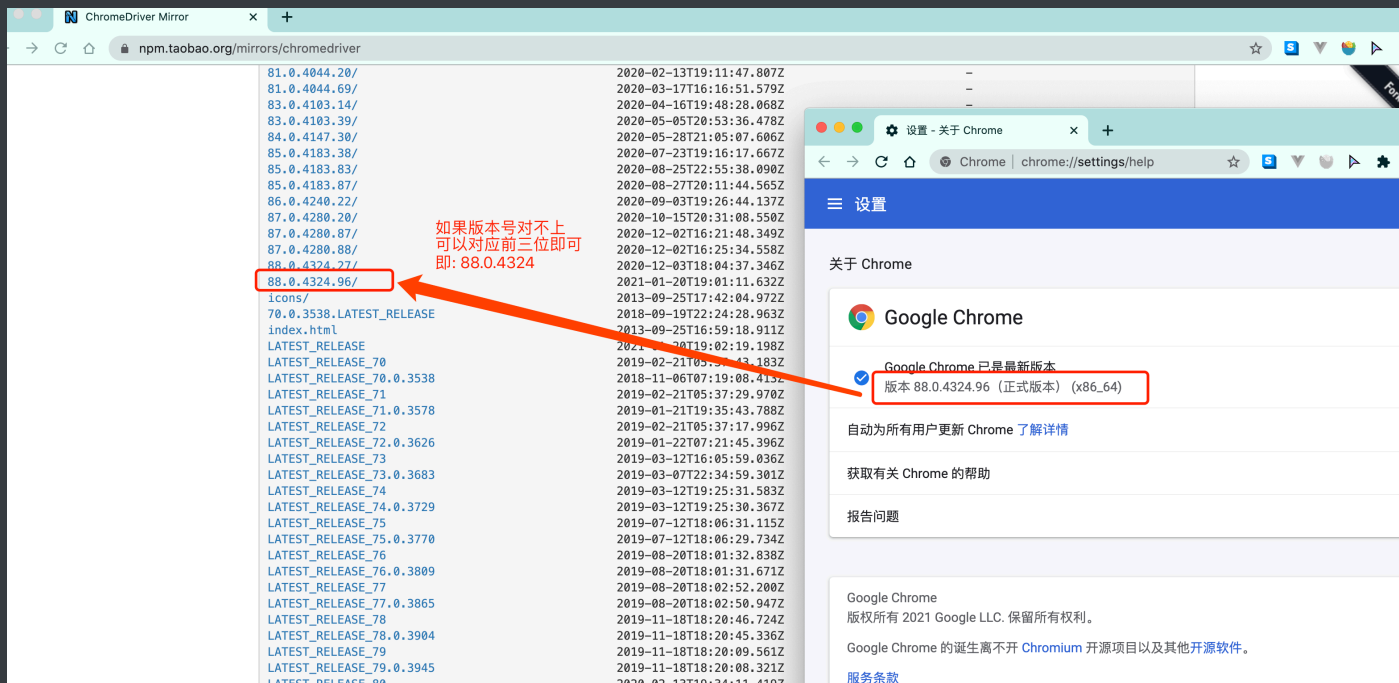 ChromeDriver Mirror
npm.taobao.org/mirrors/chromedriver
81.0.4044.20/ 2020-02-13T19:11:47.807Z –
81.0.4044.69/ 2020-03-17T16:16:51.579Z –
83.0.4103.14/ 2020-04-16T19:48:28.068Z –
83.0.4103.39/ 2020-05-05T20:53:36.478Z
84.0.4147.30/ 2020-05-28T21:05:07.606Z
85.0.4183.38/ 2020-07-23T19:16:17.667Z
85.0.4183.83/ 2020-08-25T22:55:38.090Z
85.0.4183.87/ 2020-08-27T20:11:44.565Z
86.0.4240.22/ 2020-09-03T19:26:44.137Z
87.0.4280.20/ 2020-10-15T20:31:08.550Z
87.0.4280.87/ 2020-12-02T16:21:48.349Z
87.0.4280.88/ 2020-12-02T16:25:34.558Z
88.0.4324.27/ 2020-12-03T18:04:37.346Z
88.0.4324.96/ 2021-01-20T19:01:11.632Z
icons/ 2013-09-25T17:42:04.972Z
70.0.3538.LATEST_RELEASE 2018-09-19T22:24:28.963Z
index.html 2013-09-25T16:59:18.911Z
LATEST_RELEASE 2021-01-20T19:02:19.198Z
LATEST_RELEASE_70
LATEST_RELEASE_70.0.3538 2018-11-06T07:19:08.413Z
LATEST_RELEASE_71 2019-02-21T05:37:29.970Z
LATEST_RELEASE_71.0.3578 2019-01-21T19:35:43.788Z
LATEST_RELEASE_72 2019-02-21T05:37:17.996Z
LATEST_RELEASE_72.0.3626 2019-01-22T07:21:45.396Z
LATEST_RELEASE_73 2019-03-12T16:05:59.036Z
LATEST_RELEASE_73.0.3683 2019-03-07T22:34:59.301Z
LATEST_RELEASE_74 2019-03-12T19:25:31.583Z
LATEST_RELEASE_74.0.3729 2019-03-12T19:25:30.367Z
LATEST_RELEASE_75 2019-07-12T18:06:31.115Z
LATEST_RELEASE_75.0.3770 2019-07-12T18:06:29.734Z
LATEST_RELEASE_76 2019-08-20T18:01:32.838Z
LATEST_RELEASE_76.0.3809 2019-08-20T18:01:31.671Z
LATEST_RELEASE_77 2019-08-20T18:02:52.200Z
LATEST_RELEASE_77.0.3865 2019-08-20T18:02:50.947Z
LATEST_RELEASE_78 2019-11-18T18:20:46.724Z
LATEST_RELEASE_78.0.3904 2019-11-18T18:20:45.336Z
LATEST_RELEASE_79 2019-11-18T18:20:09.561Z
LATEST_RELEASE_79.0.3945 2019-11-18T18:20:08.321Z
LATEST_RELEASE_80 2020-02-13T19:34:11.419Z
如果版本号对不上
可以对应前三位即可
即: 88.0.4324
设置 - 关于 Chrome
Chrome | chrome://settings/help
设置
关于 Chrome
Google Chrome
Google Chrome 已是最新版本
版本 88.0.4324.96（正式版本） (x86_64)
自动为所有用户更新 Chrome 了解详情
获取有关 Chrome 的帮助
报告问题
Google Chrome
版权所有 2021 Google LLC. 保留所有权利。
Google Chrome 的诞生离不开 Chromium 开源项目以及其他开源软件。
服务条款